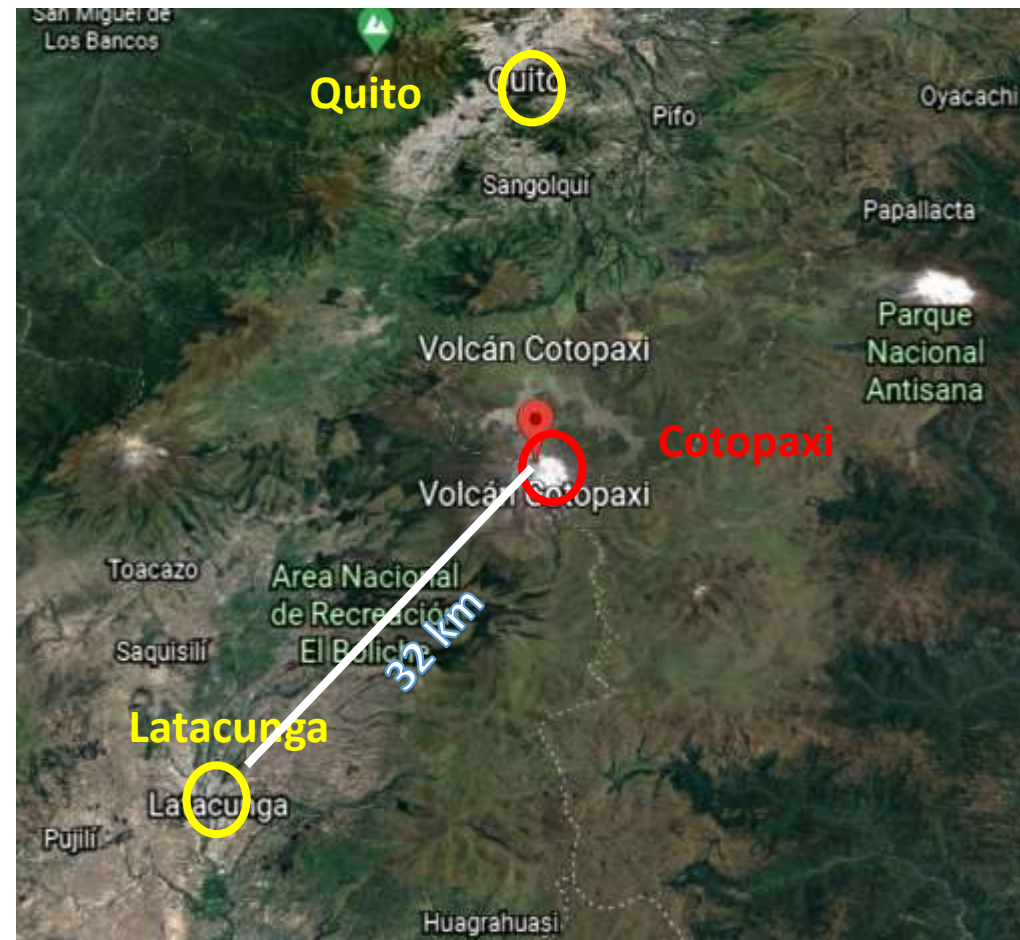 San Miguel de
Los Bancos
Quito
Quito
Pifo
Oyacachi
Sangolquí
Papallacta
Parque
Nacional
Antisana
Volcán Cotopaxi
Cotopaxi
Volcán Cotopaxi
Toacazo
Area Nacional
de Recreación
El Boliche
32 km
Saquisilí
Latacunga
Latacunga
Pujilí
Huagrahuasi